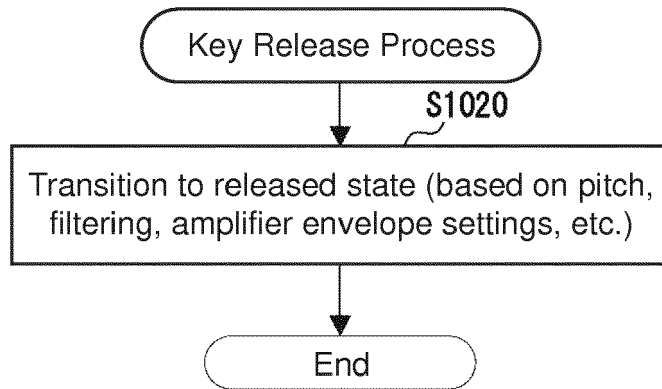 Key Release Process
S1020
Transition to released state (based on pitch,
filtering, amplifier envelope settings, etc.)
End